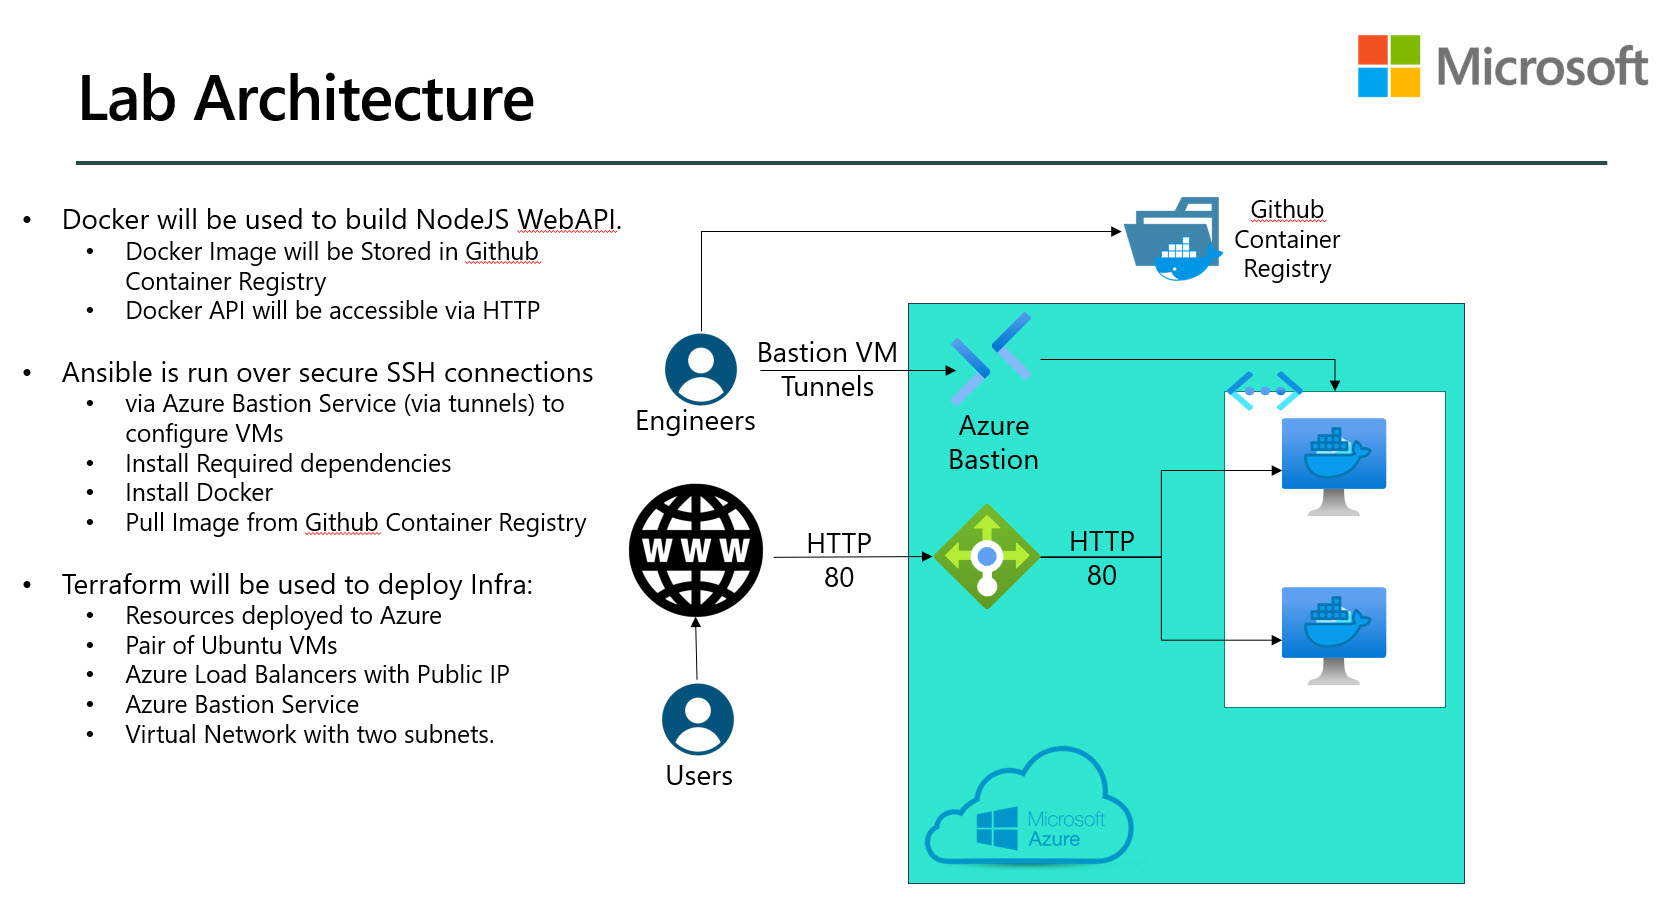 Lab Architecture
Microsoft
Docker will be used to build NodeJS WebAPI.
Docker Image will be Stored in Github
Container Registry
Docker API will be accessible via HTTP
Ansible is run over secure SSH connections
via Azure Bastion Service (via tunnels) to
configure VMs
Install Required dependencies
Install Docker
Pull Image from Github Container Registry
Terraform will be used to deploy Infra:
Resources deployed to Azure
Pair of Ubuntu VMs
Azure Load Balancers with Public IP
Azure Bastion Service
Virtual Network with two subnets.
Github
Container
Registry
Engineers
Bastion VM
Tunnels
Azure
Bastion
WWW
HTTP
80
HTTP
80
Users
Microsoft
Azure